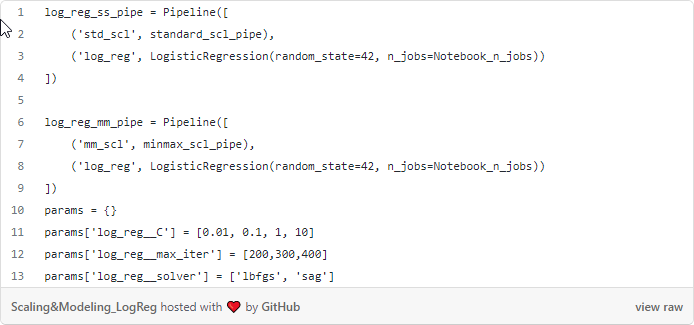 1 log_reg_ss_pipe = Pipeline([
2     ('std_scl', standard_scl_pipe),
3     ('log_reg', LogisticRegression(random_state=42, n_jobs=Notebook_n_jobs))
4 ])
5
6 log_reg_mm_pipe = Pipeline([
7     ('mm_scl', minmax_scl_pipe),
8     ('log_reg', LogisticRegression(random_state=42, n_jobs=Notebook_n_jobs))
9 ])
10 params = {}
11 params['log_reg__C'] = [0.01, 0.1, 1, 10]
12 params['log_reg__max_iter'] = [200,300,400]
13 params['log_reg__solver'] = ['lbfgs', 'sag']
Scaling&Modeling_LogReg hosted with ❤ by GitHub view raw